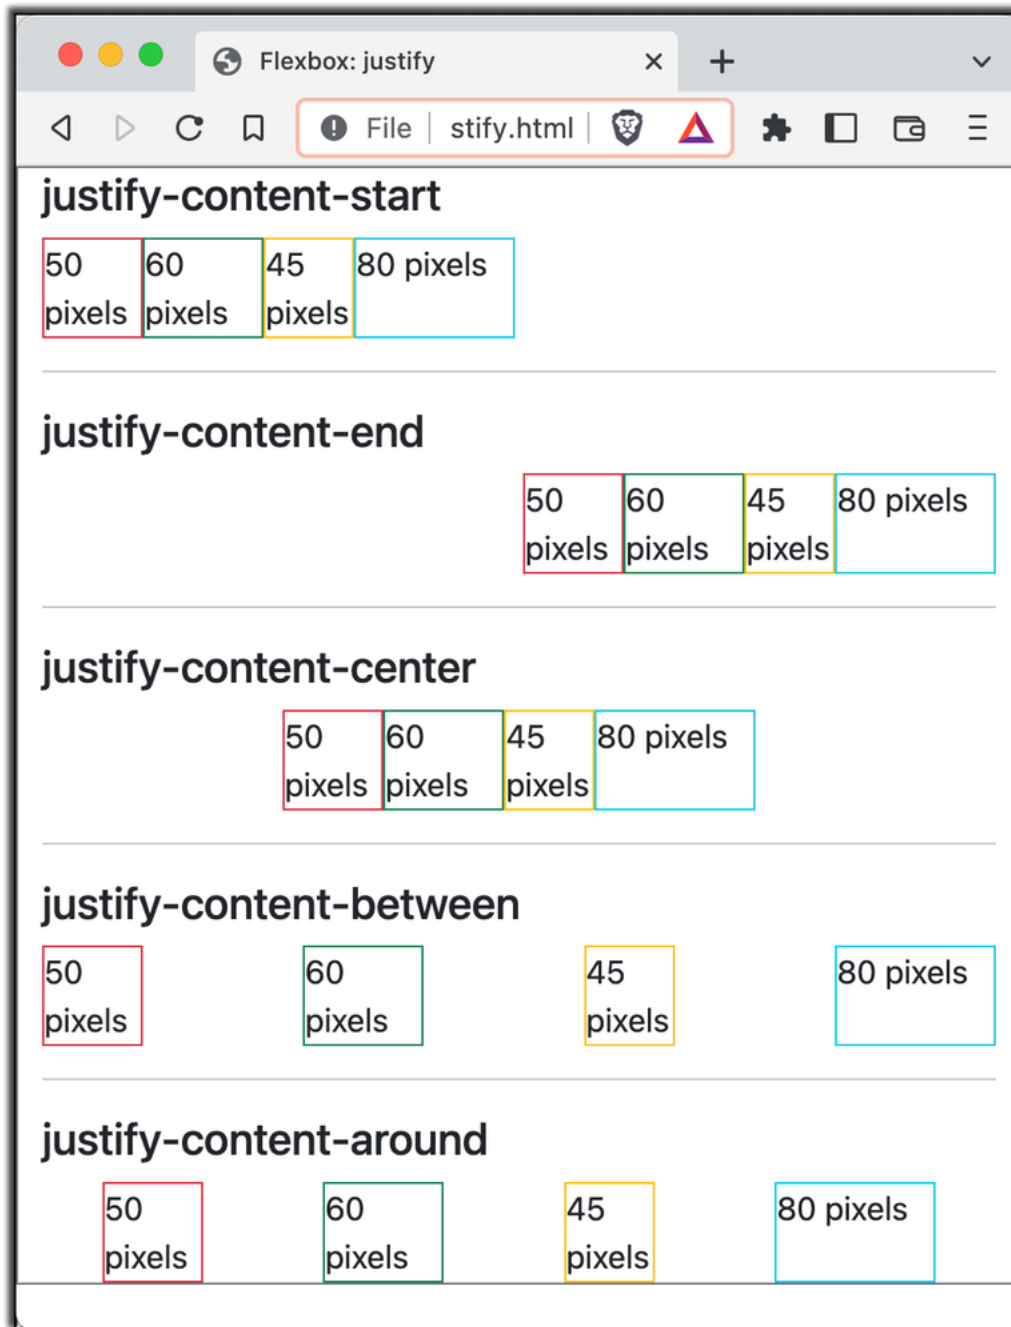 Flexbox: justify
File stify.html
justify-content-start
50 60 45 80 pixels
pixels pixels pixels
justify-content-end
50 60 45 80 pixels
pixels pixels pixels
justify-content-center
50 60 45 80 pixels
pixels pixels pixels
justify-content-between
50 60 45 80 pixels
pixels pixels pixels
justify-content-around
50 60 45 80 pixels
pixels pixels pixels